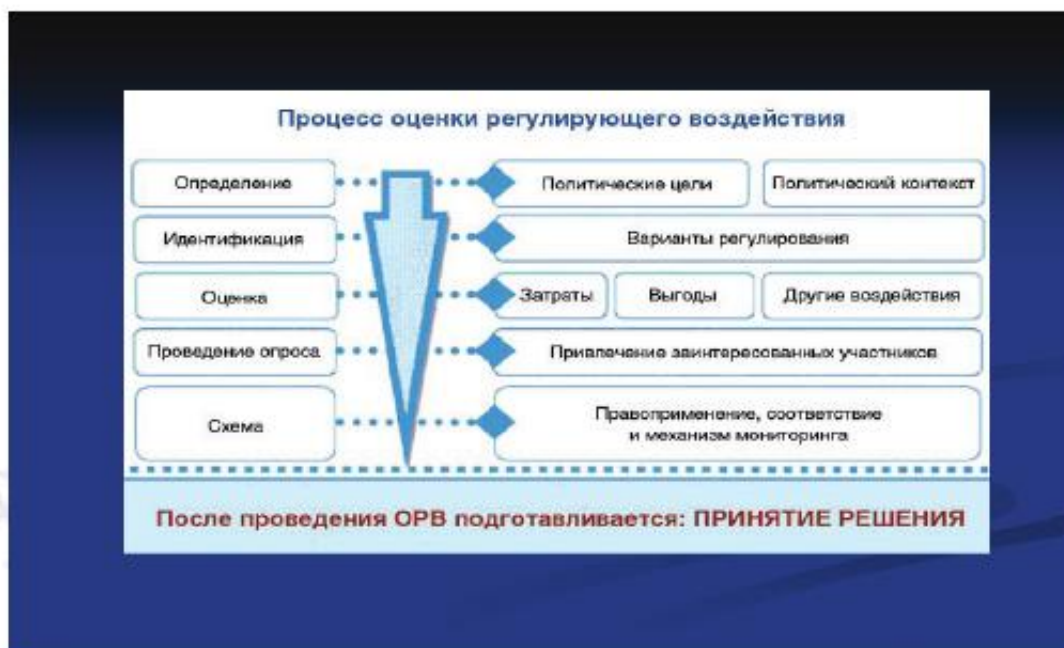 Процесс оценки регулирующего воздействия
Определение
Политические цели
Политический контекст
Идентификация
Варианты регулирования
Оценка
Затраты
Выгоды
Другие воздействия
Проведение опроса
Привлечение заинтересованных участников
Схема
Правоприменение, соответствие
и механизм мониторинга
После проведения ОРВ подготавливается: ПРИНЯТИЕ РЕШЕНИЯ